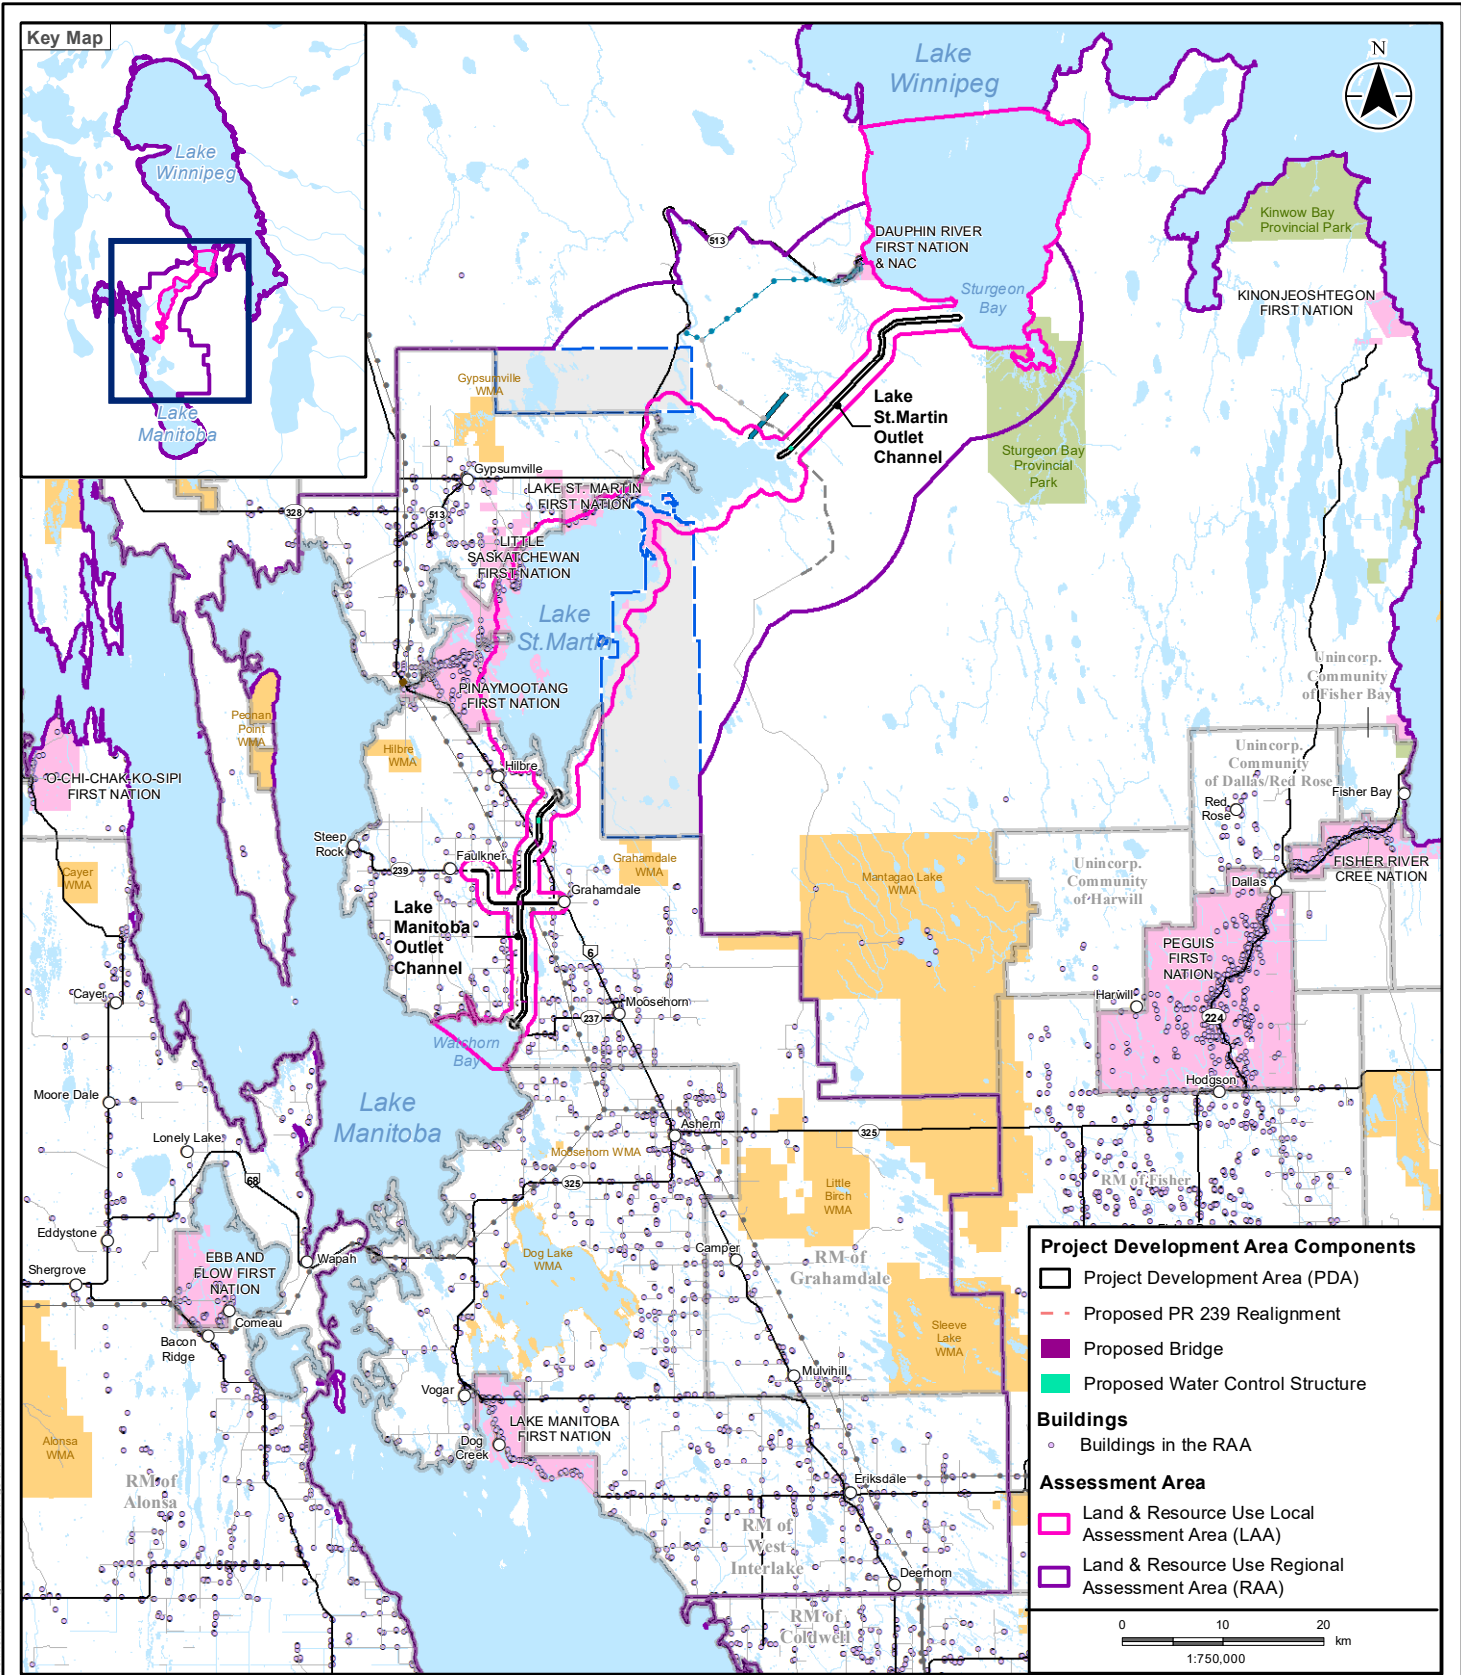 Key Map
Lake
Winnipeg
Lake
Manitoba
Lake
Winnipeg
N
Kinwow Bay
Provincial Park
513
DAUPHIN RIVER
FIRST NATION
& NAC
Sturgeon
Bay
KINONJEOSHTEGON
FIRST NATION
Gypsumville
WMA
Lake
St.Martin
Outlet
Channel
Sturgeon Bay
Provincial
Park
Gypsumville
LAKE ST. MARTIN
FIRST NATION
328
513
LITTLE
SASKATCHEWAN
FIRST NATION
Lake
St.Martin
PINAYMOOTANG
FIRST NATION
Peonan
Point
WMA
Hilbre
WMA
Hilbre
O-CHI-CHAK-KO-SIPI
FIRST NATION
Unincorp.
Community
of Fisher Bay
Unincorp.
Community
of Dallas/Red Rose
Red
Rose
Fisher Bay
Steep
Rock
239
Faulkner
Grahamdale
WMA
Cayer
WMA
Grahamdale
Mantagao Lake
WMA
Unincorp.
Community
of Harwill
FISHER RIVER
CREE NATION
Dallas
Lake
Manitoba
Outlet
Channel
6
PEGUIS
FIRST
NATION
Cayer
Moosehorn
237
Harwill
224
Watchorn
Bay
Hodgson
Moore Dale
Lake
Manitoba
Lonely Lake
Ashern
325
Moosehorn WMA
68
325
Little
Birch
WMA
RM of Fisher
Eddystone
EBB AND
FLOW FIRST
NATION
Wapah
Dog Lake
WMA
Camper
RM of
Grahamdale
Shergrove
Comeau
Bacon
Ridge
Sleeve
Lake
WMA
Mulvihill
Vogar
LAKE MANITOBA
FIRST NATION
Dog
Creek
Alonsa
WMA
RM of
Alonsa
Eriksdale
RM of
West
Interlake
Deerhorn
RM of
Coldwell
Project Development Area Components
Project Development Area (PDA)
Proposed PR 239 Realignment
Proposed Bridge
Proposed Water Control Structure
Buildings
Buildings in the RAA
Assessment Area
Land & Resource Use Local
Assessment Area (LAA)
Land & Resource Use Regional
Assessment Area (RAA)
0 10 20
km
1:750,000